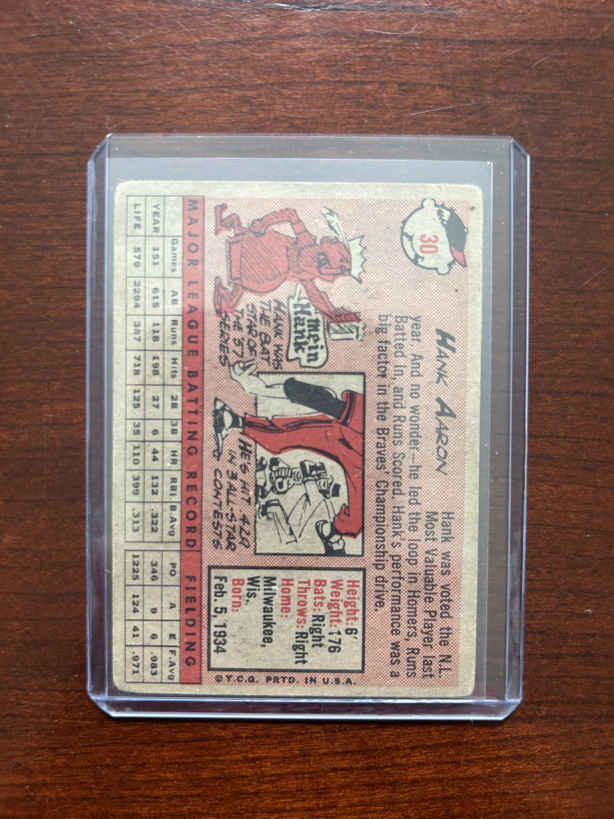 30
HANK AARON
Hank was voted the N.L.
Most Valuable Player last
year. And no wonder—he led the loop in Homers, Runs
Batted In, and Runs Scored. Hank's performance was a
big factor in the Braves' Championship drive.
mein
Hank
HANK WAS
THE BAT
STAR OF
THE '57
SERIES
HE'S HIT .429
IN 3 ALL-STAR
CONTESTS
Height: 6'
Weight: 176
Bats: Right
Throws: Right
Home:
Milwaukee,
Wis.
Born:
Feb. 5, 1934
©T.C.G. PRTD. IN U.S.A.
MAJOR LEAGUE BATTING RECORD FIELDING
Games AB Runs Hits 2B 3B HR RBI. B.Avg PO A E F.Avg
YEAR 151 615 118 198 27 6 44 132 .322 346 9 6 .983
LIFE 579 2294 387 718 125 35 110 399 .313 1225 124 41 .971